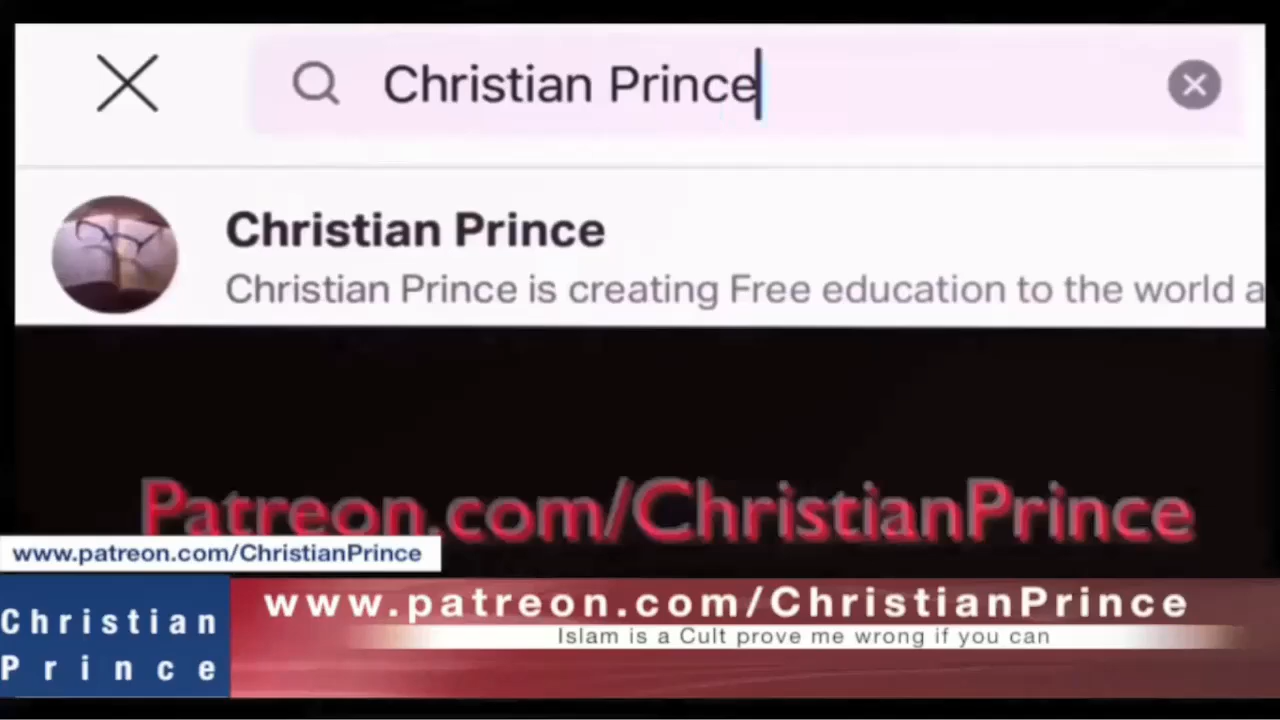 Christian Prince
Christian Prince
Christian Prince is creating Free education to the world a
Patreon.com/ChristianPrince
www.patreon.com/ChristianPrince
www.patreon.com/ChristianPrince
Islam is a Cult prove me wrong if you can
Christian
Prince